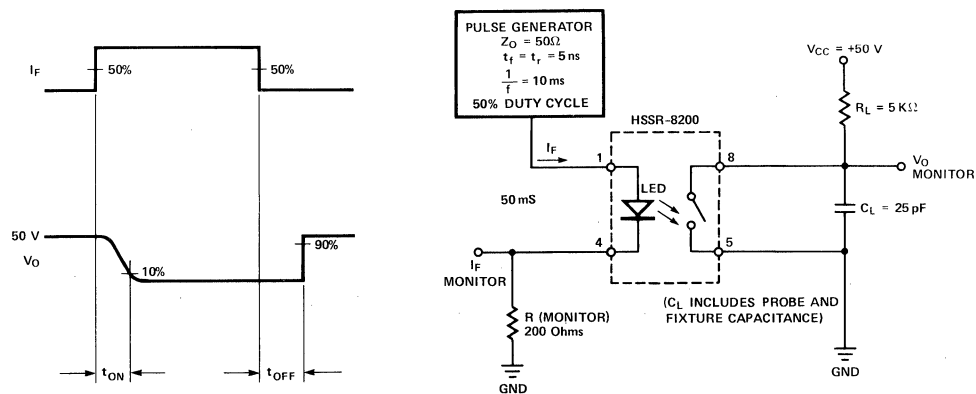 I_F
50%
50%
50 V
V_O
10%
90%
t_ON
t_OFF
PULSE GENERATOR
Z_O = 50Ω
t_f = t_r = 5 ns
1/f = 10 ms
50% DUTY CYCLE
I_F
50 mS
HSSR-8200
1
8
LED
4
5
I_F
MONITOR
R (MONITOR)
200 Ohms
GND
V_CC = +50 V
R_L = 5 KΩ
V_O
MONITOR
C_L = 25 pF
(C_L INCLUDES PROBE AND
FIXTURE CAPACITANCE)
GND